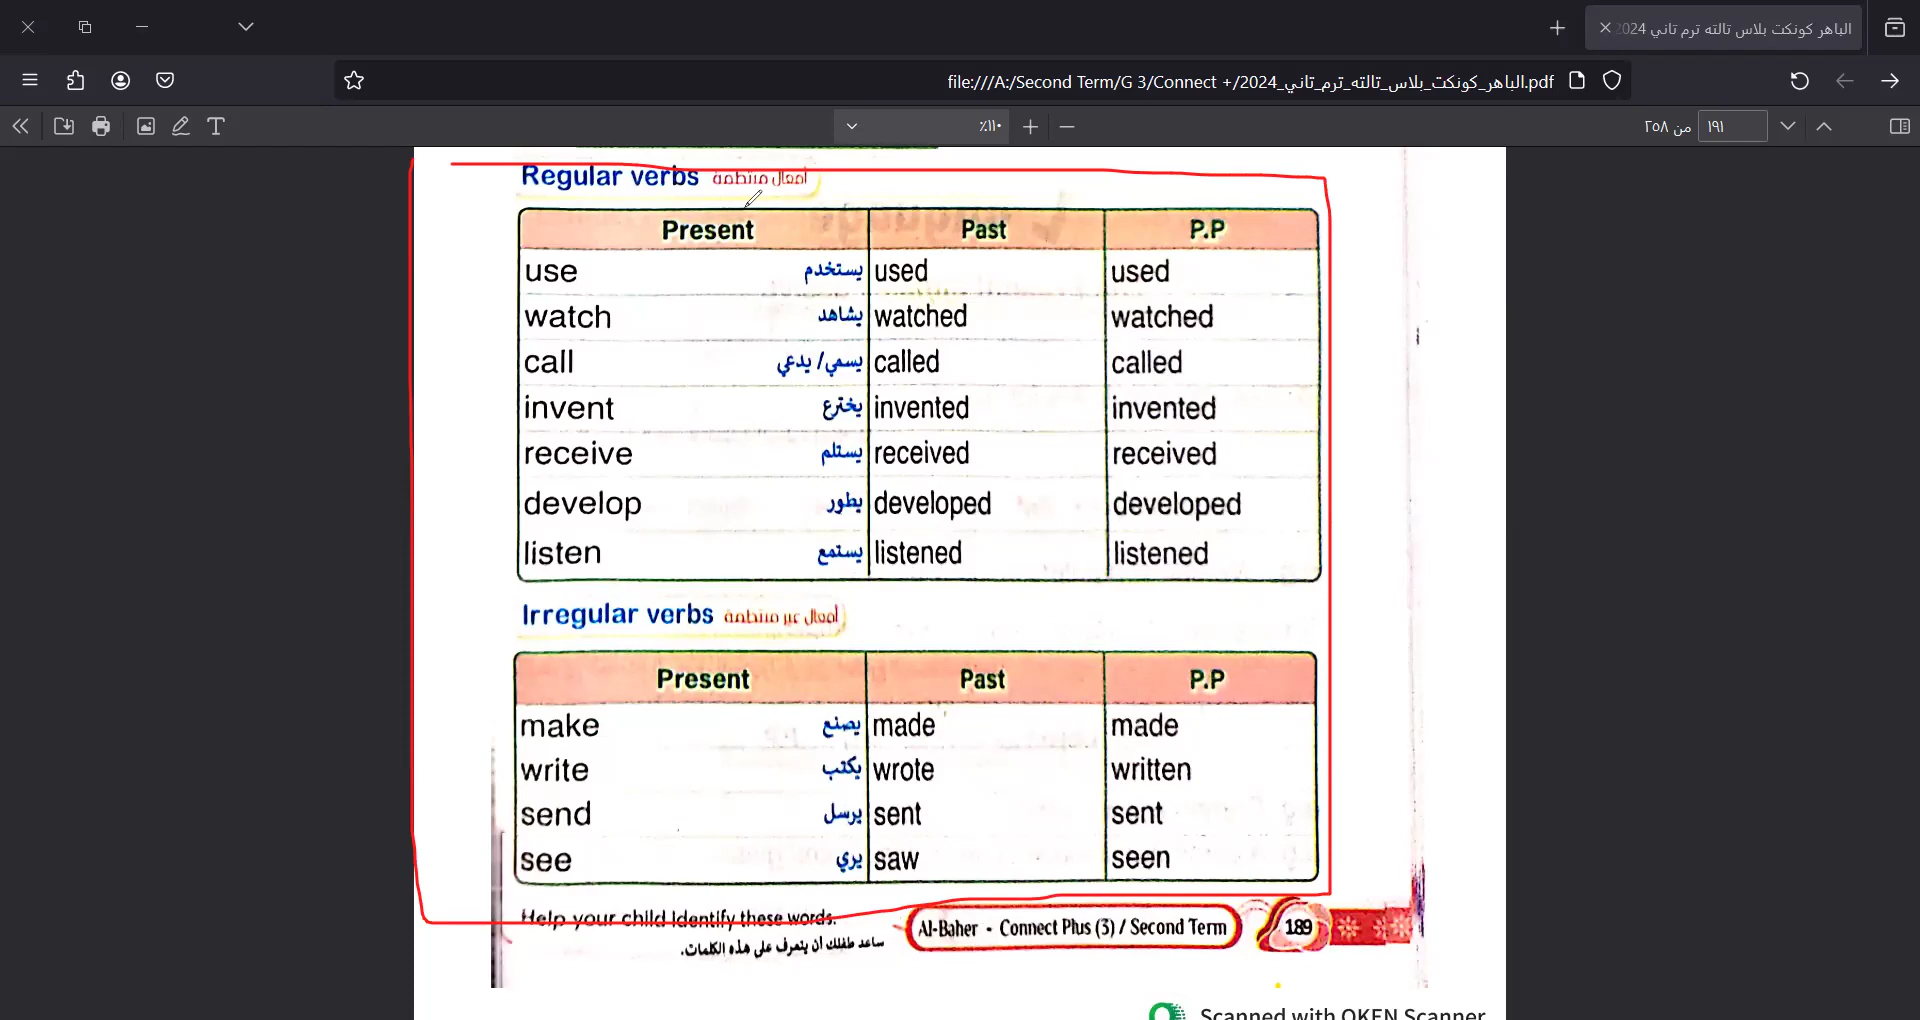 الباهر كونكت بلاس تالته ترم تاني 2024
file:///A:/Second Term/G 3/Connect +/2024_الباهر_كونكت_بلاس_تالته_ترم_تاني.pdf
١٩١ من ٢٥٨
١١٠٪
Regular verbs أفعال منتظمة
Present Past P.P
use يستخدم used used
watch يشاهد watched watched
call يسمي/ يدعي called called
invent يخترع invented invented
receive يستلم received received
develop يطور developed developed
listen يستمع listened listened
Irregular verbs أفعال غير منتظمة
Present Past P.P
make يصنع made made
write يكتب wrote written
send يرسل sent sent
see يري saw seen
Help your child identify these words.
ساعد طفلك أن يتعرف على هذه الكلمات.
Al-Baher - Connect Plus (3) / Second Term
189
Scanned with OKEN Scanner